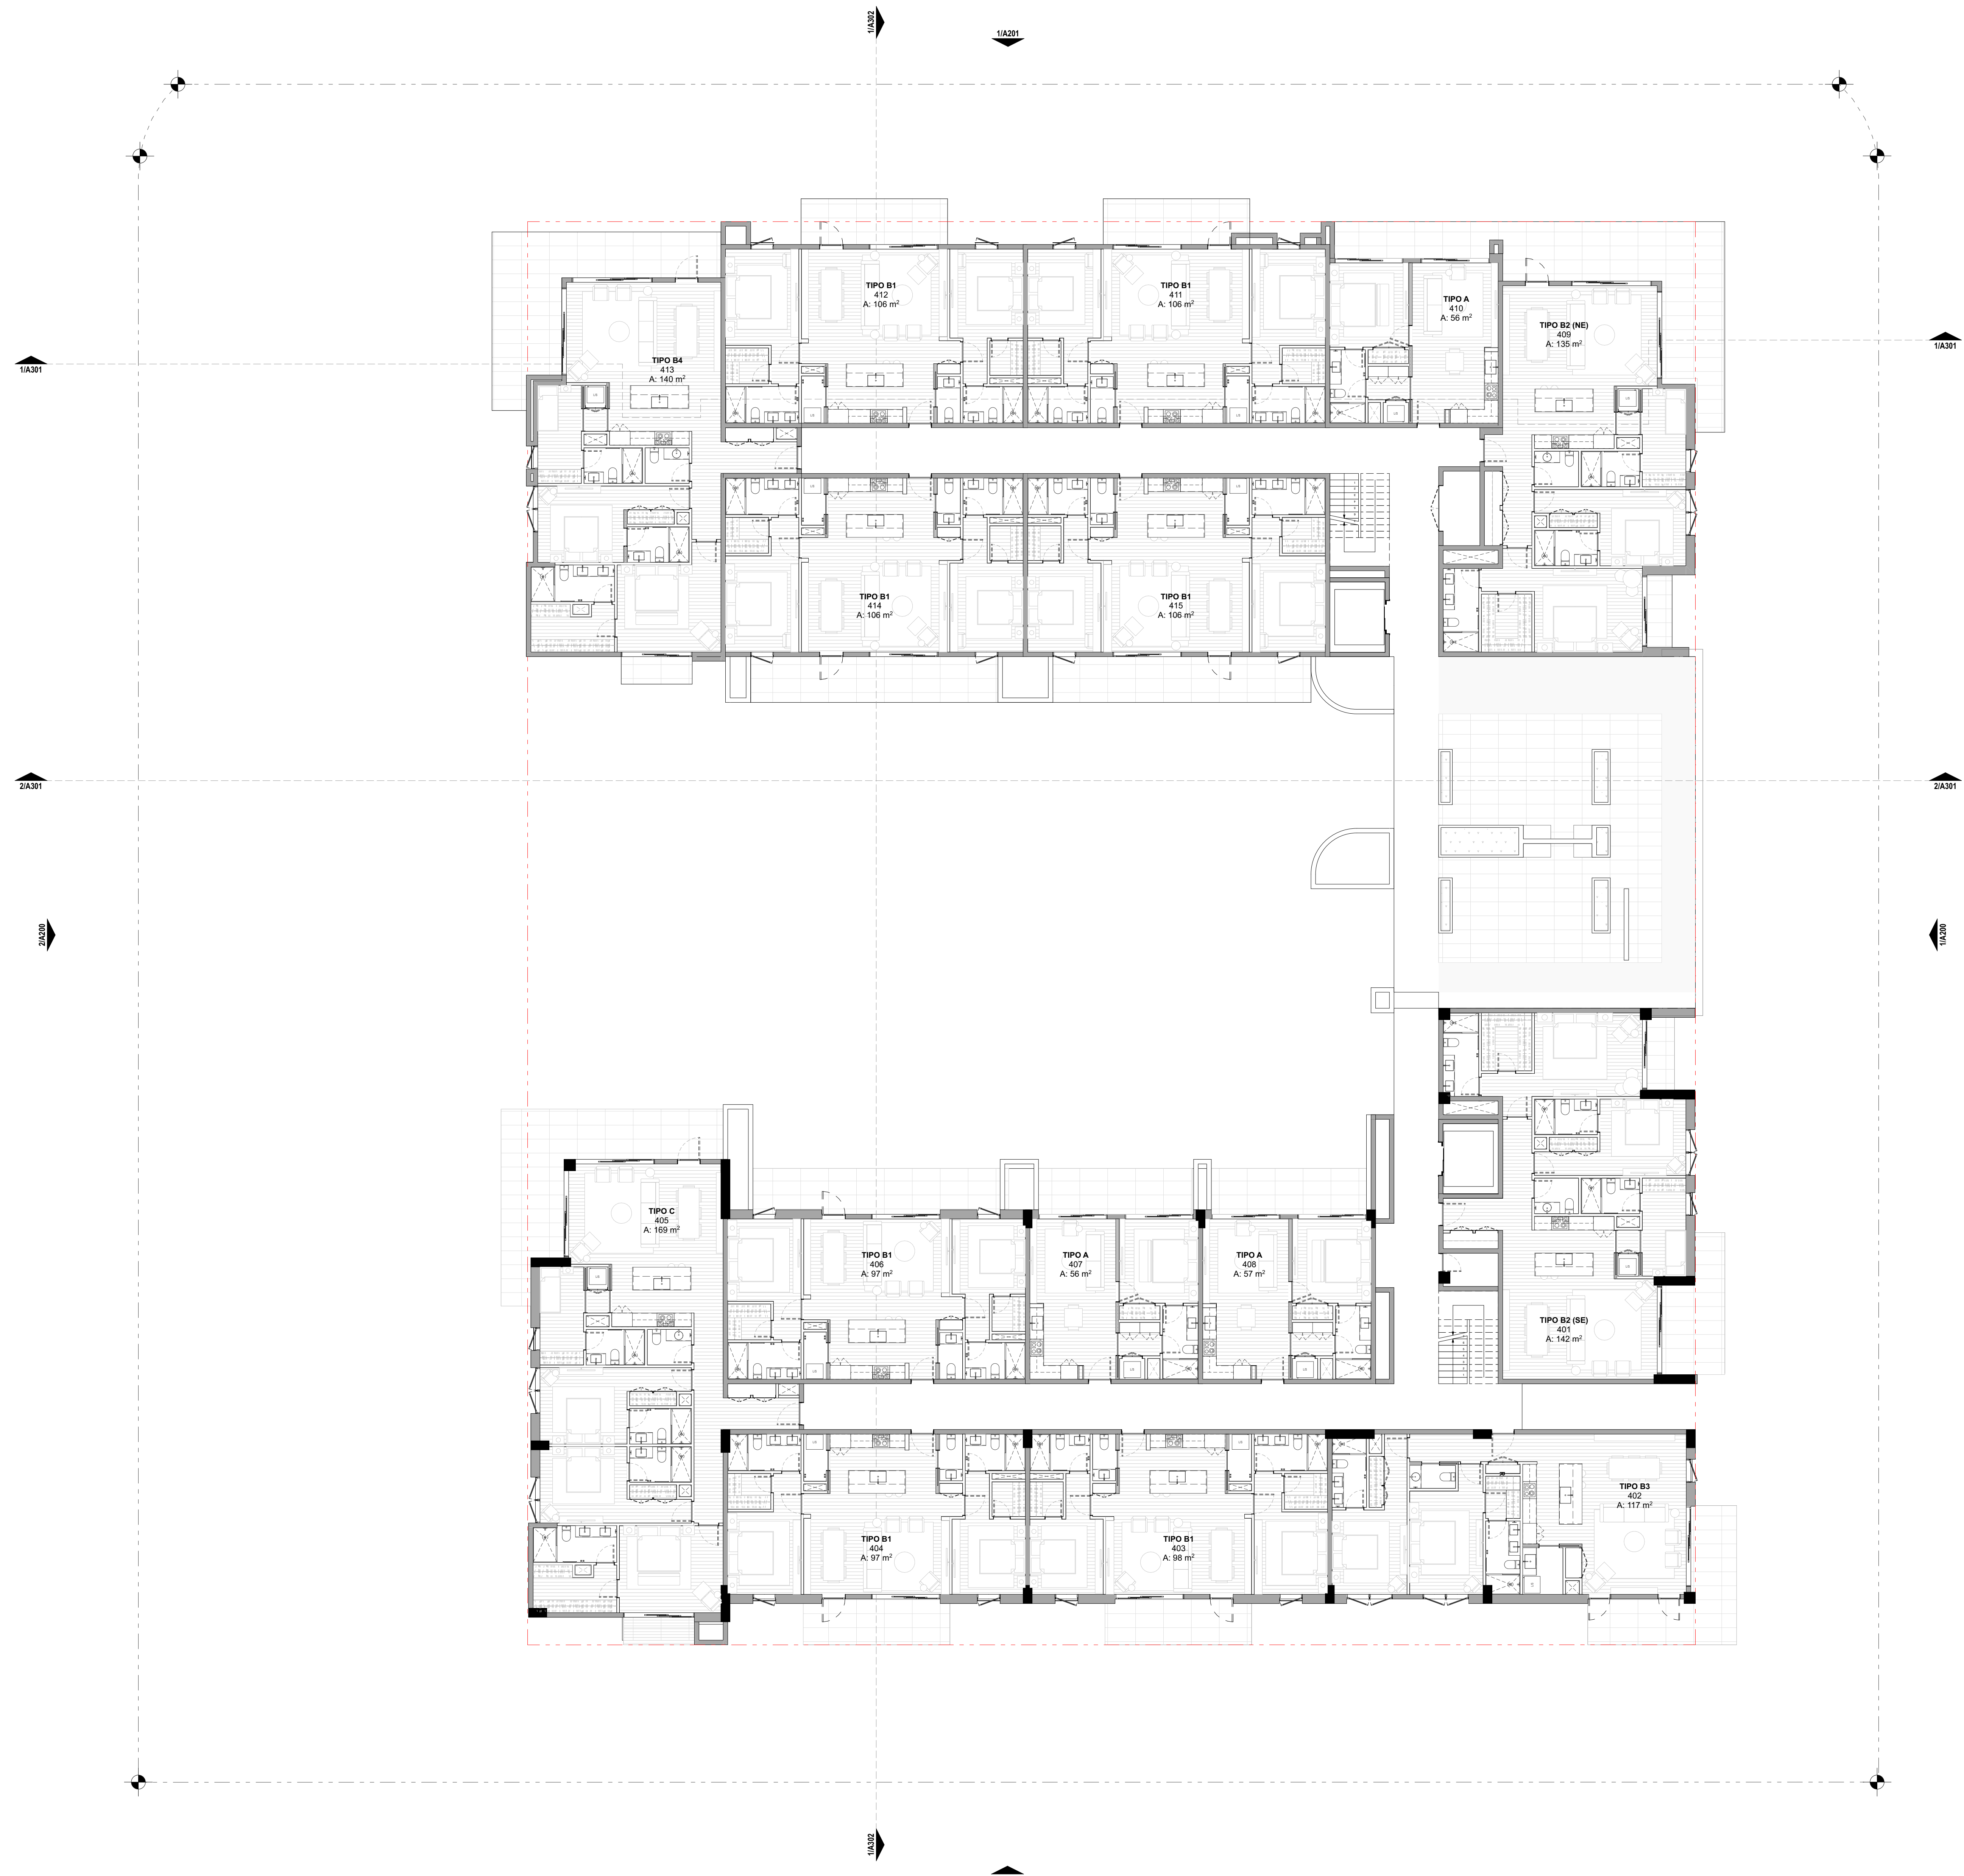 1/A302
1/A201
TIPO B1
412
A: 106 m²
TIPO B1
411
A: 106 m²
TIPO A
410
A: 56 m²
TIPO B2 (NE)
409
A: 135 m²
TIPO B4
413
A: 140 m²
1/A301
1/A301
TIPO B1
414
A: 106 m²
TIPO B1
415
A: 106 m²
2/A301
2/A301
2/A200
1/A200
TIPO C
405
A: 169 m²
TIPO B1
406
A: 97 m²
TIPO A
407
A: 56 m²
TIPO A
408
A: 57 m²
TIPO B2 (SE)
401
A: 142 m²
TIPO B1
404
A: 97 m²
TIPO B1
403
A: 98 m²
TIPO B3
402
A: 117 m²
1/A302